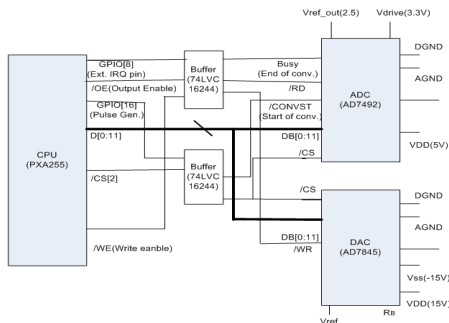 Vref_out(2.5)
Vdrive(3.3V)
GPIO[8]
(Ext. IRQ pin)
/OE(Output Enable)
GPIO[16]
(Pulse Gen.)
D[0:11]
CPU
(PXA255)
/CS[2]
/WE(Write eanble)
Buffer
(74LVC
16244)
Buffer
(74LVC
16244)
Busy
(End of conv.)
/RD
/CONVST
(Start of conv.)
DB[0:11]
/CS
ADC
(AD7492)
DGND
AGND
VDD(5V)
/CS
DB[0:11]
/WR
DAC
(AD7845)
DGND
AGND
Vss(-15V)
VDD(15V)
Vref
RB